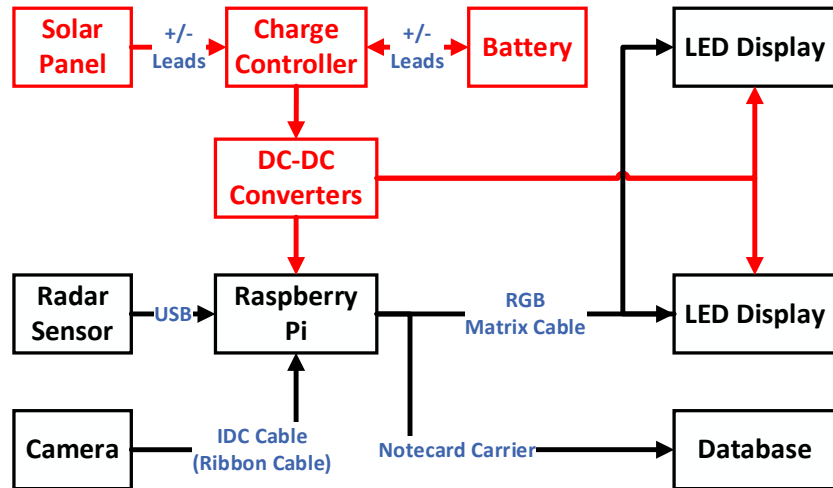 Solar
Panel
+/-
Leads
Charge
Controller
+/-
Leads
Battery
LED Display
DC-DC
Converters
Radar
Sensor
USB
Raspberry
Pi
RGB
Matrix Cable
LED Display
Camera
IDC Cable
(Ribbon Cable)
Notecard Carrier
Database